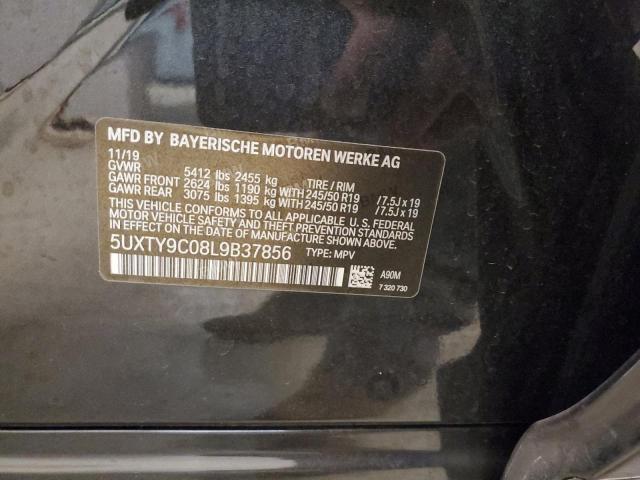 MFD BY BAYERISCHE MOTOREN WERKE AG
11/19
GVWR 5412 lbs 2455 kg TIRE / RIM
GAWR FRONT 2624 lbs 1190 kg WITH 245/50 R19 /7.5J x 19
GAWR REAR 3075 lbs 1395 kg WITH 245/50 R19 /7.5J x 19
THIS VEHICLE CONFORMS TO ALL APPLICABLE U.S. FEDERAL
MOTOR VEHICLE SAFETY AND THEFT PREVENTION STANDARDS
IN EFFECT ON THE DATE OF MANUFACTURE SHOWN ABOVE.
5UXTY9C08L9B37856 TYPE: MPV
A90M
7 320 730